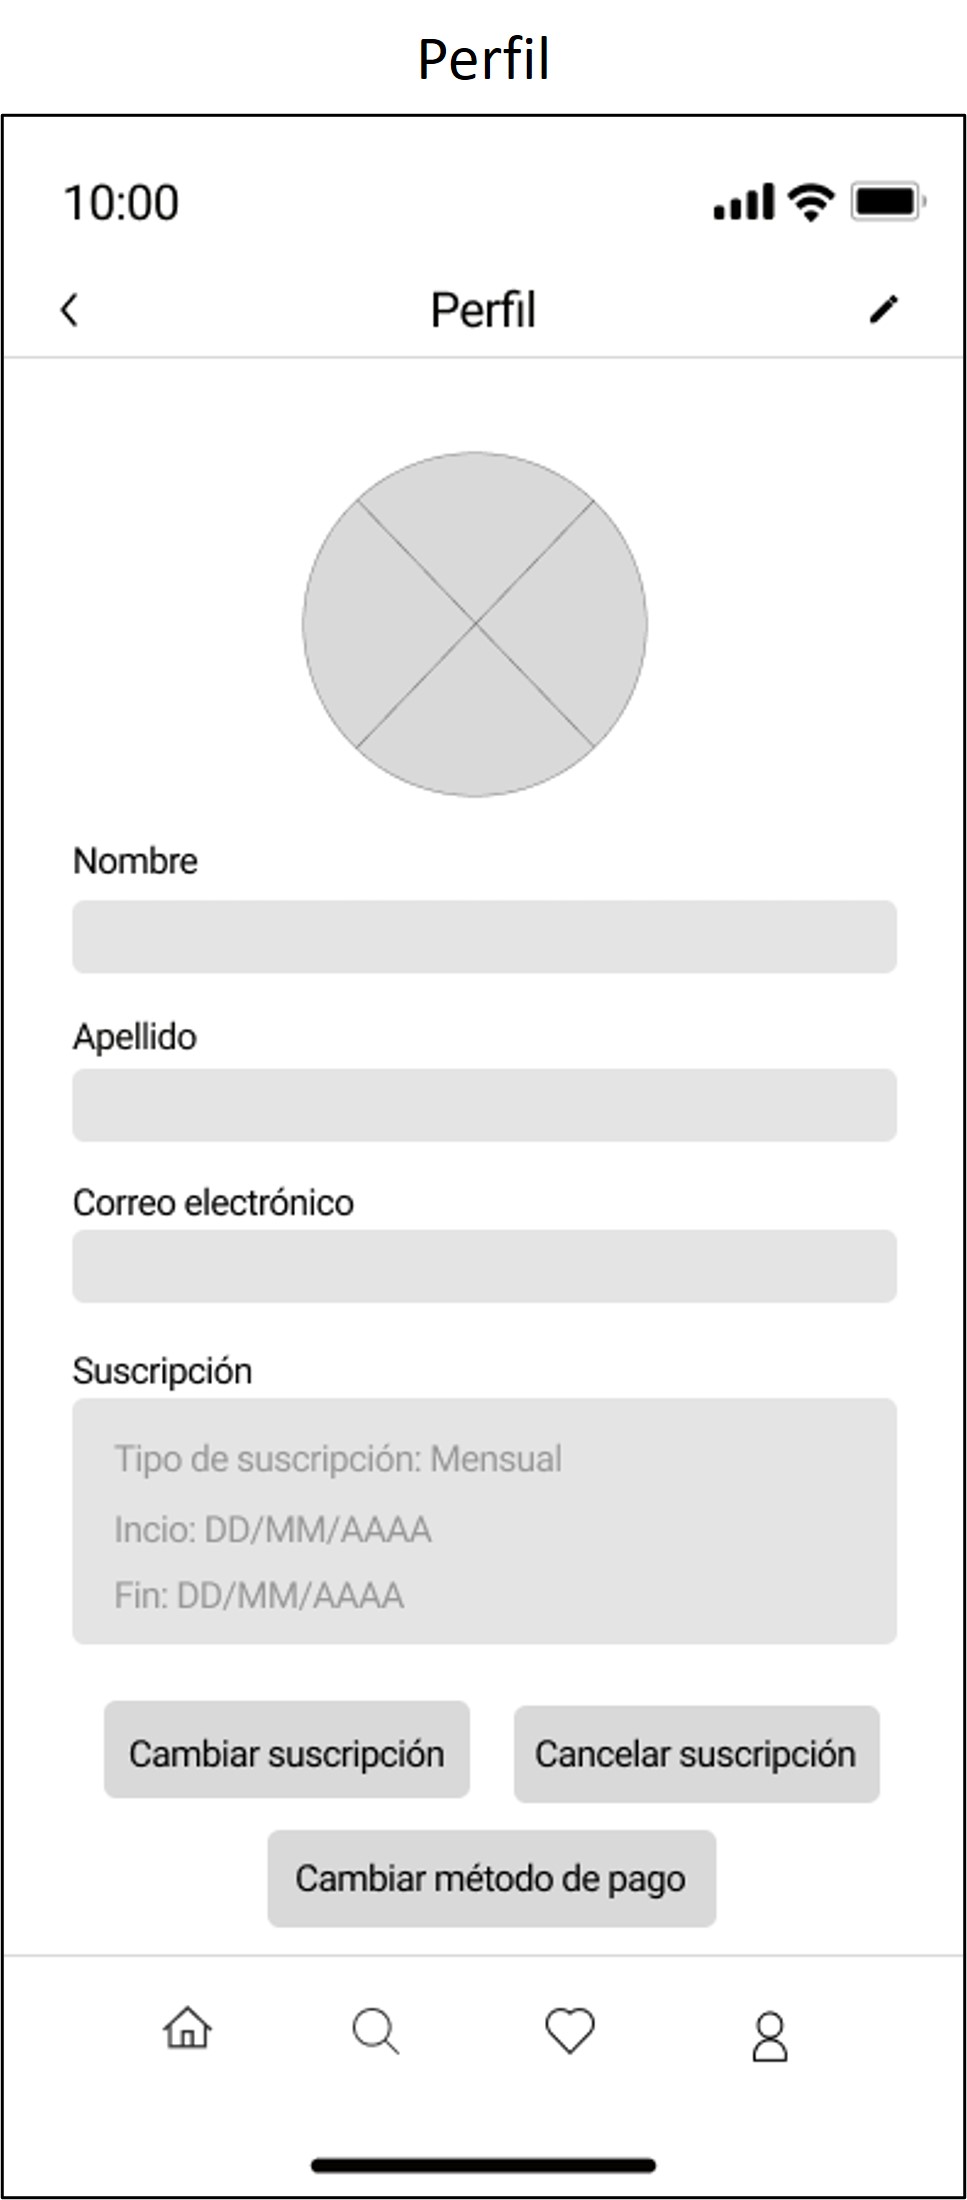 Perfil
10:00
Perfil
Nombre
Apellido
Correo electrónico
Suscripción
Tipo de suscripción: Mensual
Incio: DD/MM/AAAA
Fin: DD/MM/AAAA
Cambiar suscripción
Cancelar suscripción
Cambiar método de pago